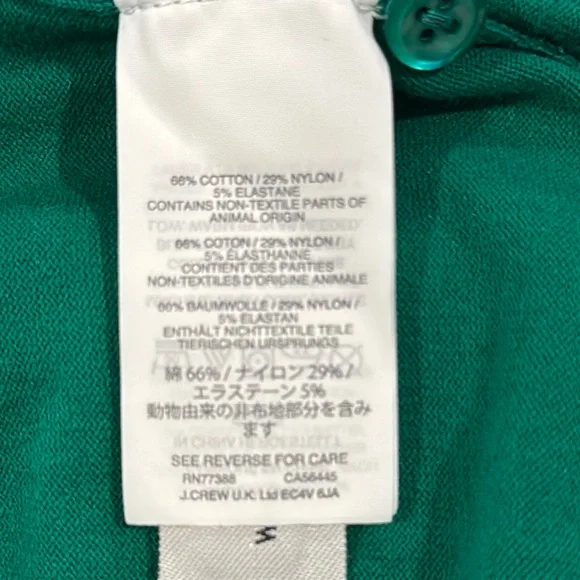 66% COTTON / 29% NYLON /
5% ELASTANE
CONTAINS NON-TEXTILE PARTS OF
ANIMAL ORIGIN
66% COTTON / 29% NYLON /
5% ÉLASTHANNE
CONTIENT DES PARTIES
NON-TEXTILES D'ORIGINE ANIMALE
66% BAUMWOLLE / 29% NYLON /
5% ELASTAN
ENTHÄLT NICHTTEXTILE TEILE
TIERISCHEN URSPRUNGS
綿 66% / ナイロン 29% /
エラステーン 5%
動物由来の非布地部分を含み
ます
SEE REVERSE FOR CARE
RN77388 CA56445
J.CREW U.K. Ltd EC4V 6JA
M